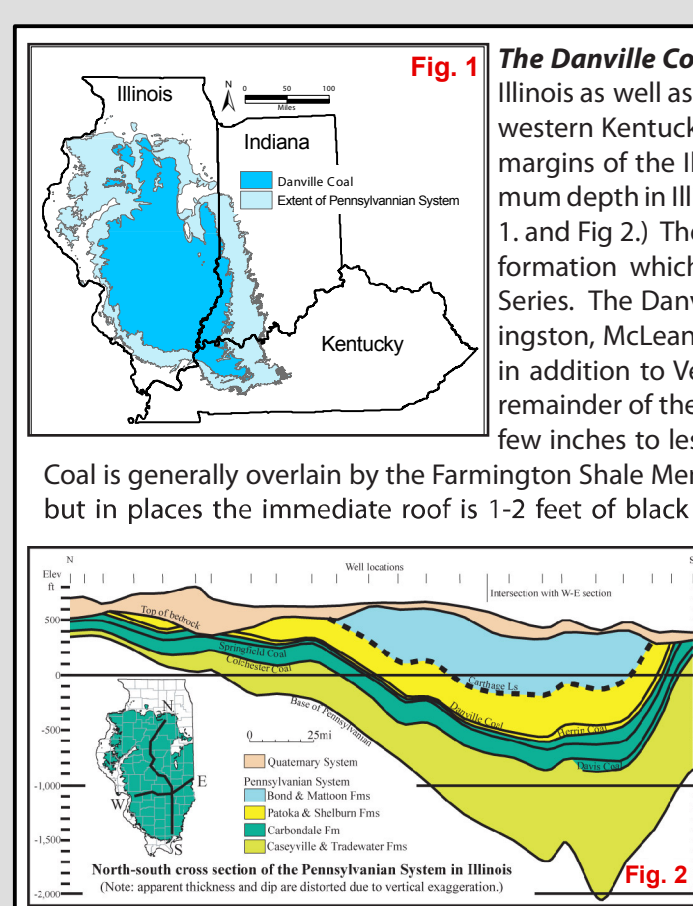 Fig. 1
N
0 50 100
Miles
Illinois
Indiana
Danville Coal
Extent of Pennsylvannian System
Kentucky
The Danville Co
Illinois as well as
western Kentuck
margins of the Il
mum depth in Ill
1. and Fig 2.) The
formation which
Series. The Danv
ingston, McLean
in addition to Ve
remainder of the
few inches to les
Coal is generally overlain by the Farmington Shale Mer
but in places the immediate roof is 1-2 feet of black
N
S
Elev
ft
Well locations
Intersection with W-E section
500
0
-500
-1,000
-1,500
-2,000
Top of bedrock
Springfield Coal
Colchester Coal
Base of Pennsylvanian
Carthage Ls
Danville Coal
Herrin Coal
Davis Coal
N
W
E
S
0 25mi
Quaternary System
Pennsylvanian System
Bond & Mattoon Fms
Patoka & Shelburn Fms
Carbondale Fm
Caseyville & Tradewater Fms
North-south cross section of the Pennsylvanian System in Illinois
(Note: apparent thickness and dip are distorted due to vertical exaggeration.)
Fig. 2